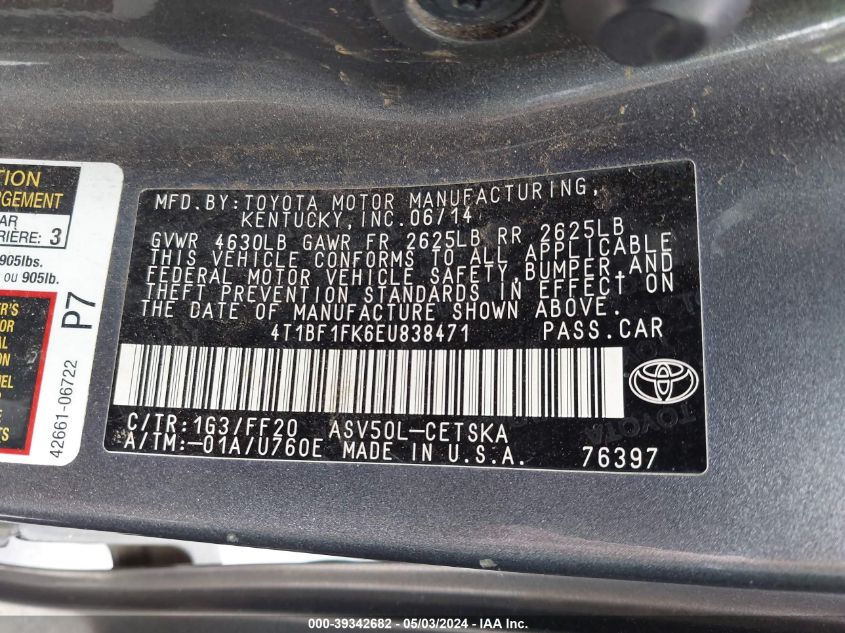 TION
RGEMENT
AR
RIÈRE: 3
905lbs.
ou 905lb.
P7
42661-06722
MFD. BY: TOYOTA MOTOR MANUFACTURING,
KENTUCKY, INC. 06/14
GVWR 4630LB GAWR FR 2625LB RR 2625LB
THIS VEHICLE CONFORMS TO ALL APPLICABLE
FEDERAL MOTOR VEHICLE SAFETY, BUMPER, AND
THEFT PREVENTION STANDARDS IN EFFECT ON
THE DATE OF MANUFACTURE SHOWN ABOVE.
4T1BF1FK6EU838471 PASS. CAR
C/TR: 1G3/FF20 ASV50L-CETSKA
A/TM: -01A/U760E MADE IN U.S.A. 76397
TOYOTA
000-39342682 - 05/03/2024 - IAA Inc.